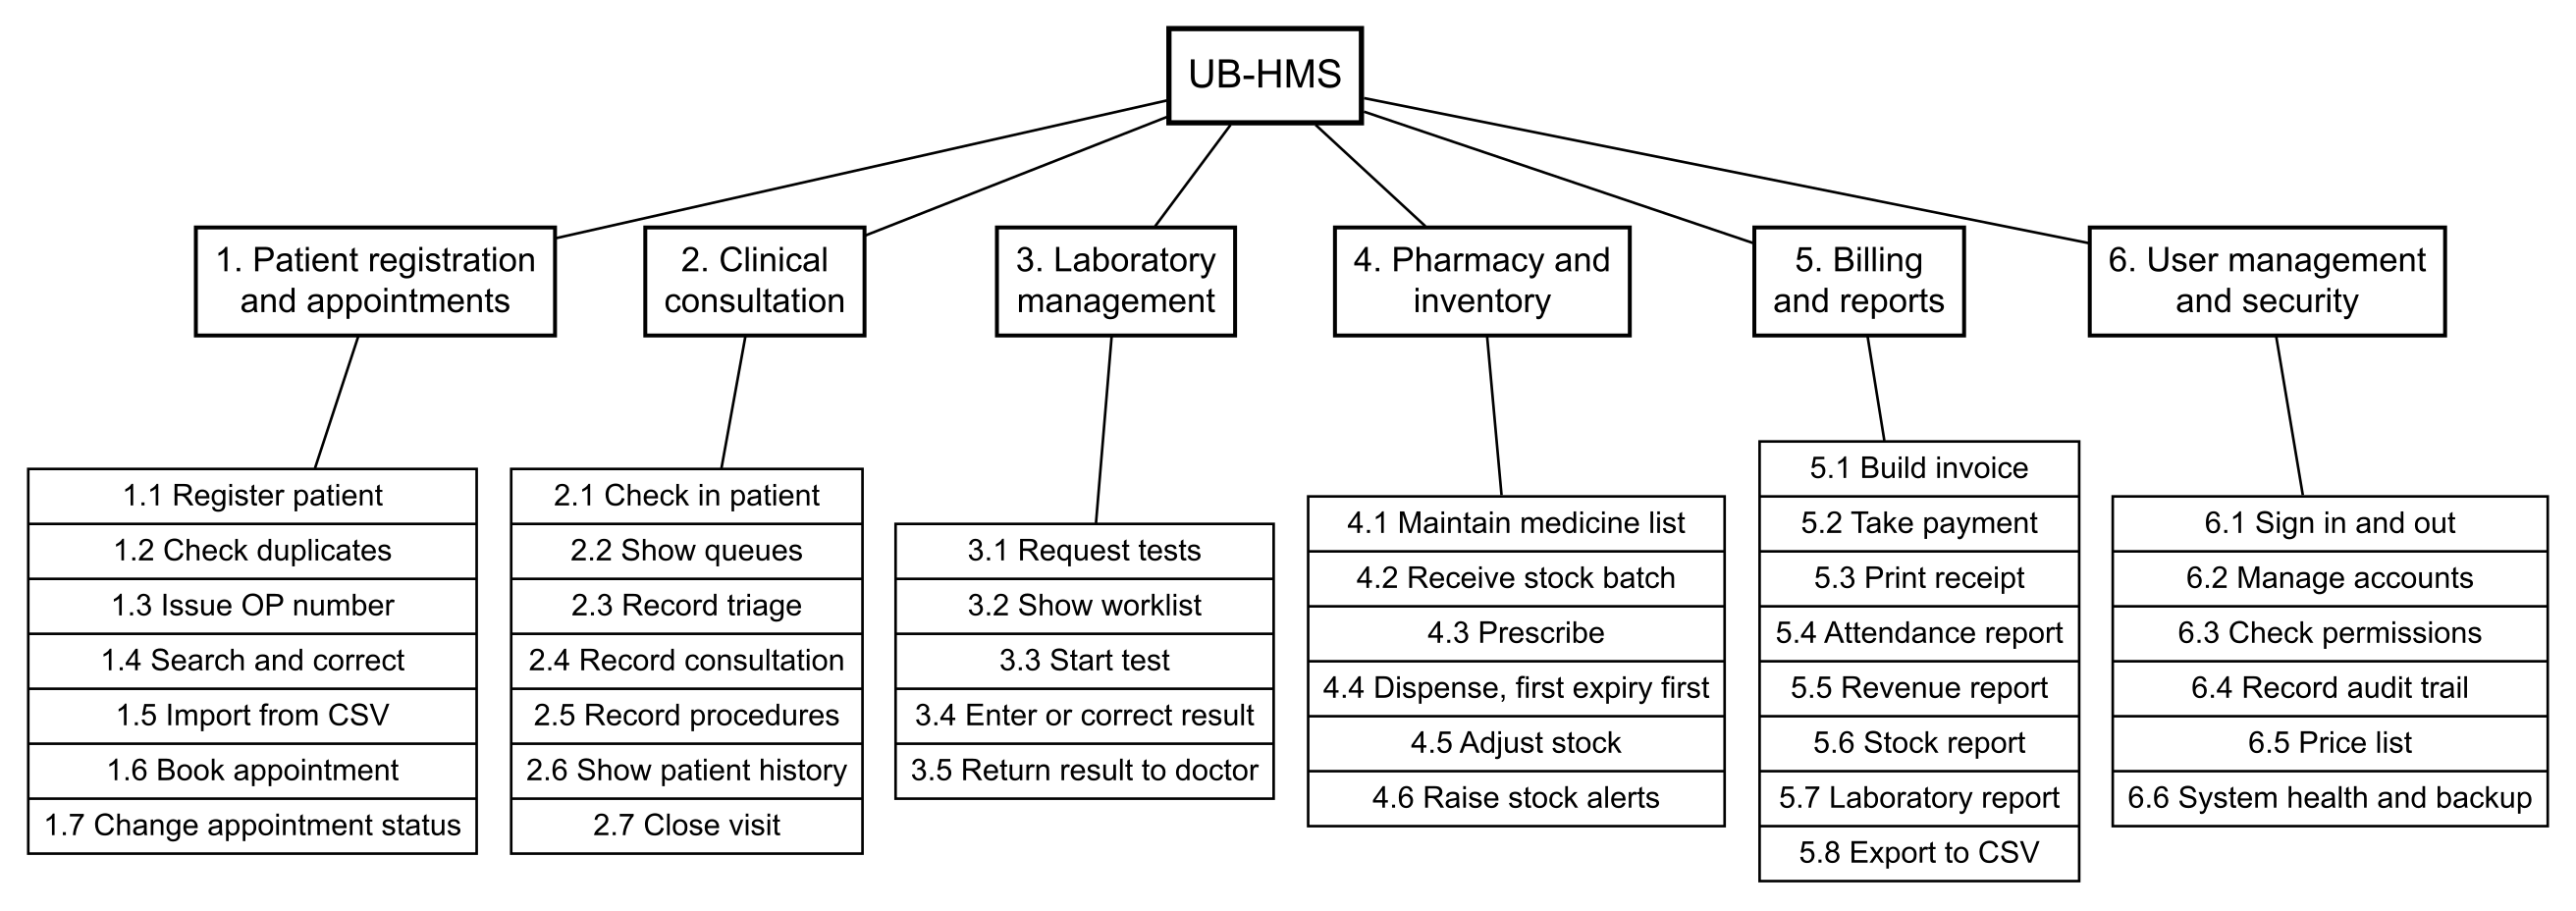 UB-HMS
1. Patient registration
and appointments
2. Clinical
consultation
3. Laboratory
management
4. Pharmacy and
inventory
5. Billing
and reports
6. User management
and security
1.1 Register patient
1.2 Check duplicates
1.3 Issue OP number
1.4 Search and correct
1.5 Import from CSV
1.6 Book appointment
1.7 Change appointment status
2.1 Check in patient
2.2 Show queues
2.3 Record triage
2.4 Record consultation
2.5 Record procedures
2.6 Show patient history
2.7 Close visit
3.1 Request tests
3.2 Show worklist
3.3 Start test
3.4 Enter or correct result
3.5 Return result to doctor
4.1 Maintain medicine list
4.2 Receive stock batch
4.3 Prescribe
4.4 Dispense, first expiry first
4.5 Adjust stock
4.6 Raise stock alerts
5.1 Build invoice
5.2 Take payment
5.3 Print receipt
5.4 Attendance report
5.5 Revenue report
5.6 Stock report
5.7 Laboratory report
5.8 Export to CSV
6.1 Sign in and out
6.2 Manage accounts
6.3 Check permissions
6.4 Record audit trail
6.5 Price list
6.6 System health and backup